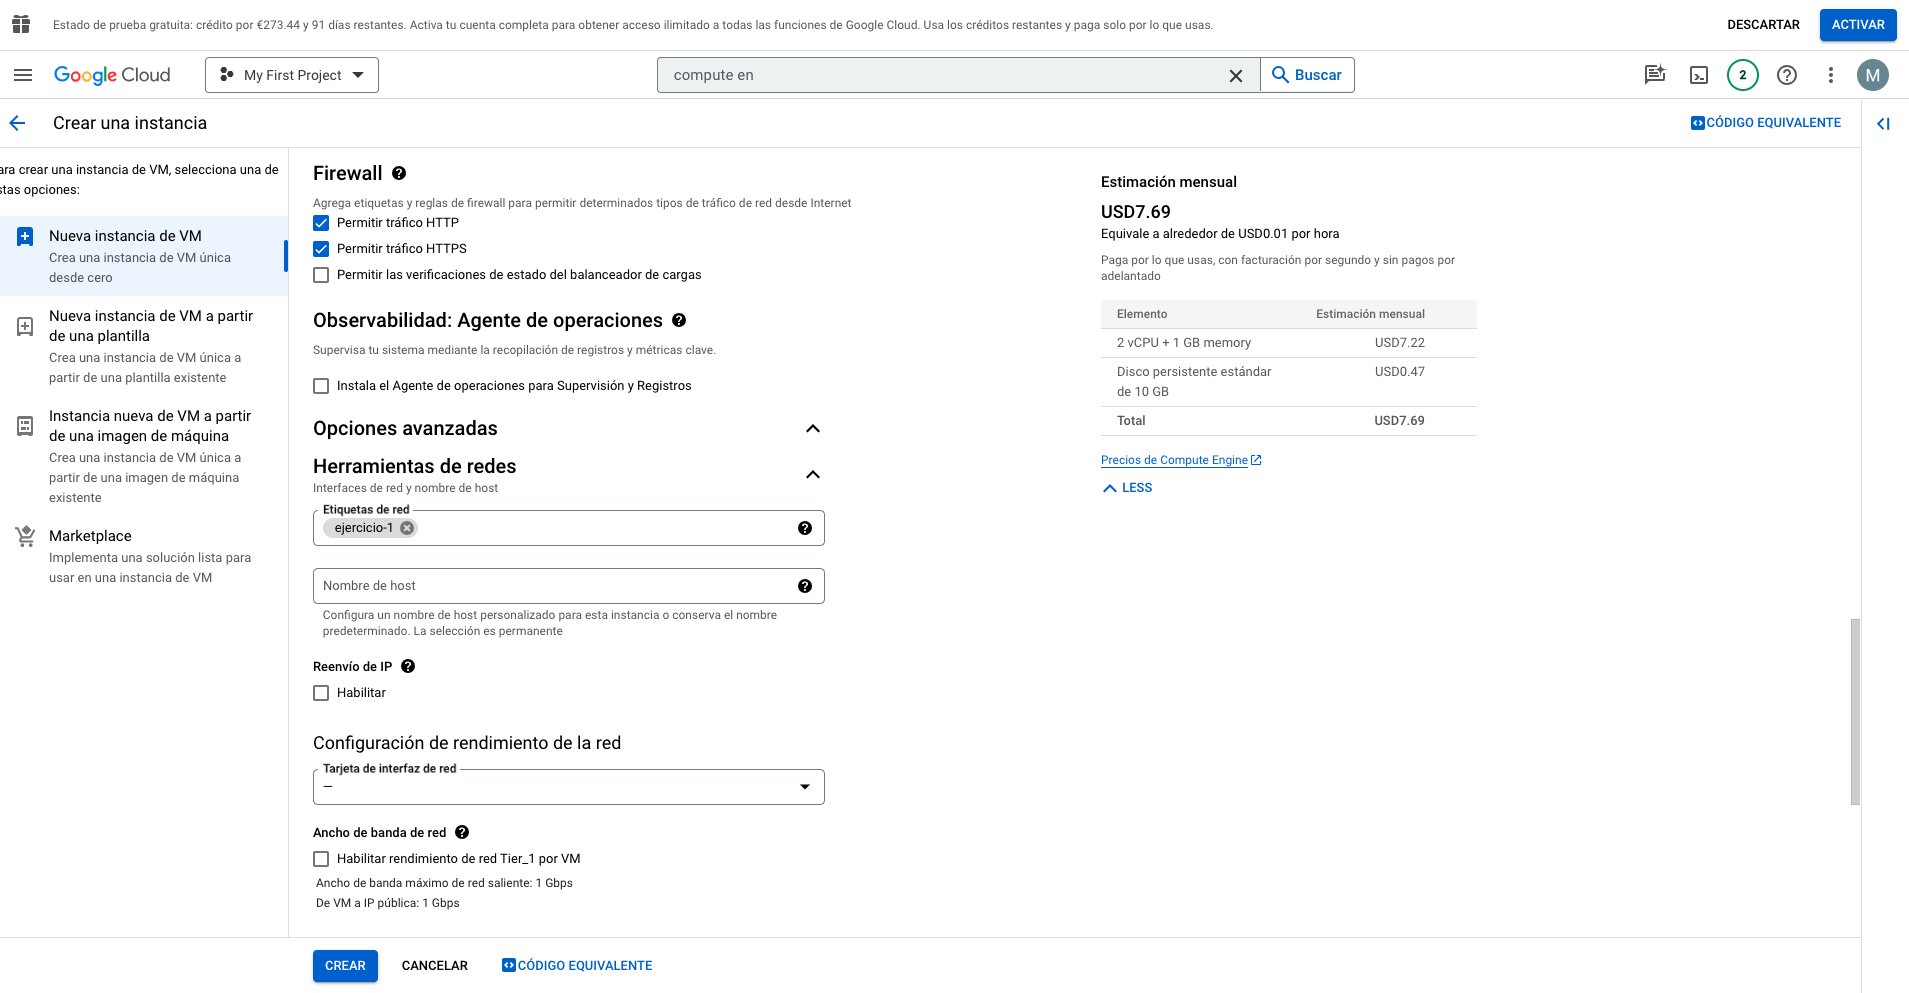 Estado de prueba gratuita: crédito por €273.44 y 91 días restantes. Activa tu cuenta completa para obtener acceso ilimitado a todas las funciones de Google Cloud. Usa los créditos restantes y paga solo por lo que usas.
DESCARTAR
ACTIVAR
Google Cloud
My First Project
compute en
Buscar
2
M
Crear una instancia
CÓDIGO EQUIVALENTE
ara crear una instancia de VM, selecciona una de
stas opciones:
Nueva instancia de VM
Crea una instancia de VM única
desde cero
Nueva instancia de VM a partir
de una plantilla
Crea una instancia de VM única a
partir de una plantilla existente
Instancia nueva de VM a partir
de una imagen de máquina
Crea una instancia de VM única a
partir de una imagen de máquina
existente
Marketplace
Implementa una solución lista para
usar en una instancia de VM
Firewall
Agrega etiquetas y reglas de firewall para permitir determinados tipos de tráfico de red desde Internet
Permitir tráfico HTTP
Permitir tráfico HTTPS
Permitir las verificaciones de estado del balanceador de cargas
Observabilidad: Agente de operaciones
Supervisa tu sistema mediante la recopilación de registros y métricas clave.
Instala el Agente de operaciones para Supervisión y Registros
Opciones avanzadas
Herramientas de redes
Interfaces de red y nombre de host
Etiquetas de red
ejercicio-1
Nombre de host
Configura un nombre de host personalizado para esta instancia o conserva el nombre
predeterminado. La selección es permanente
Reenvío de IP
Habilitar
Configuración de rendimiento de la red
Tarjeta de interfaz de red
–
Ancho de banda de red
Habilitar rendimiento de red Tier_1 por VM
Ancho de banda máximo de red saliente: 1 Gbps
De VM a IP pública: 1 Gbps
Estimación mensual
USD7.69
Equivale a alrededor de USD0.01 por hora
Paga por lo que usas, con facturación por segundo y sin pagos por
adelantado
Elemento Estimación mensual
2 vCPU + 1 GB memory USD7.22
Disco persistente estándar USD0.47
de 10 GB
Total USD7.69
Precios de Compute Engine
LESS
CREAR
CANCELAR
CÓDIGO EQUIVALENTE